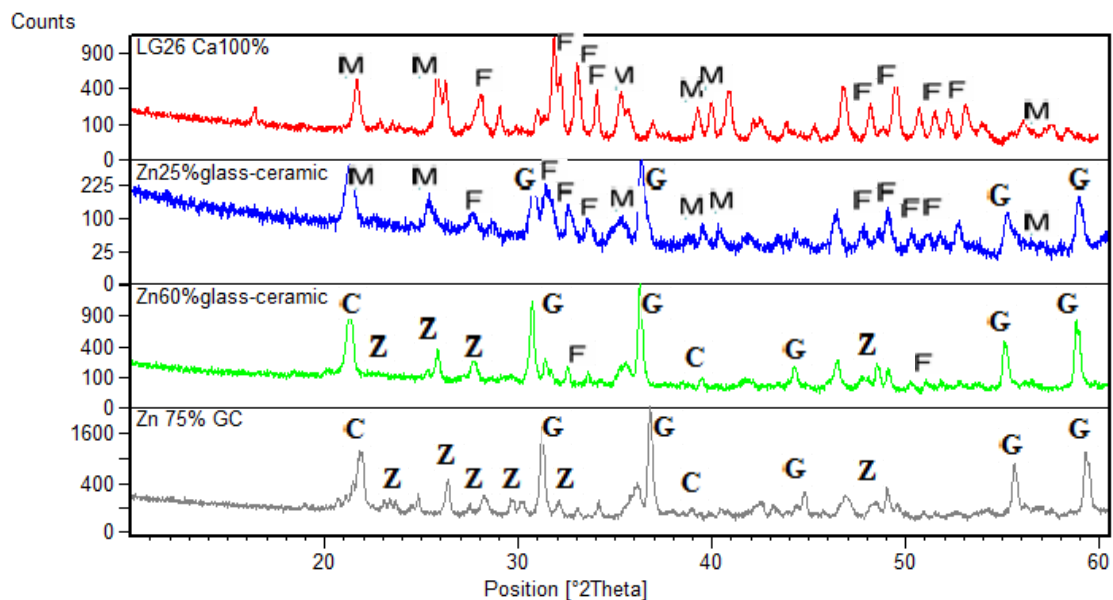 Counts
LG26 Ca100%
900
400
100
0
M M F F F F M M M F F F F M
Zn25%glass-ceramic
225
100
25
0
M M F G F F F M G M M F F F F G M G
Zn60%glass-ceramic
900
400
100
0
C Z Z Z G F G C G Z F G G
Zn 75% GC
1600
400
0
C Z Z Z Z G Z G C G Z G G
20 30 40 50 60
Position [°2Theta]